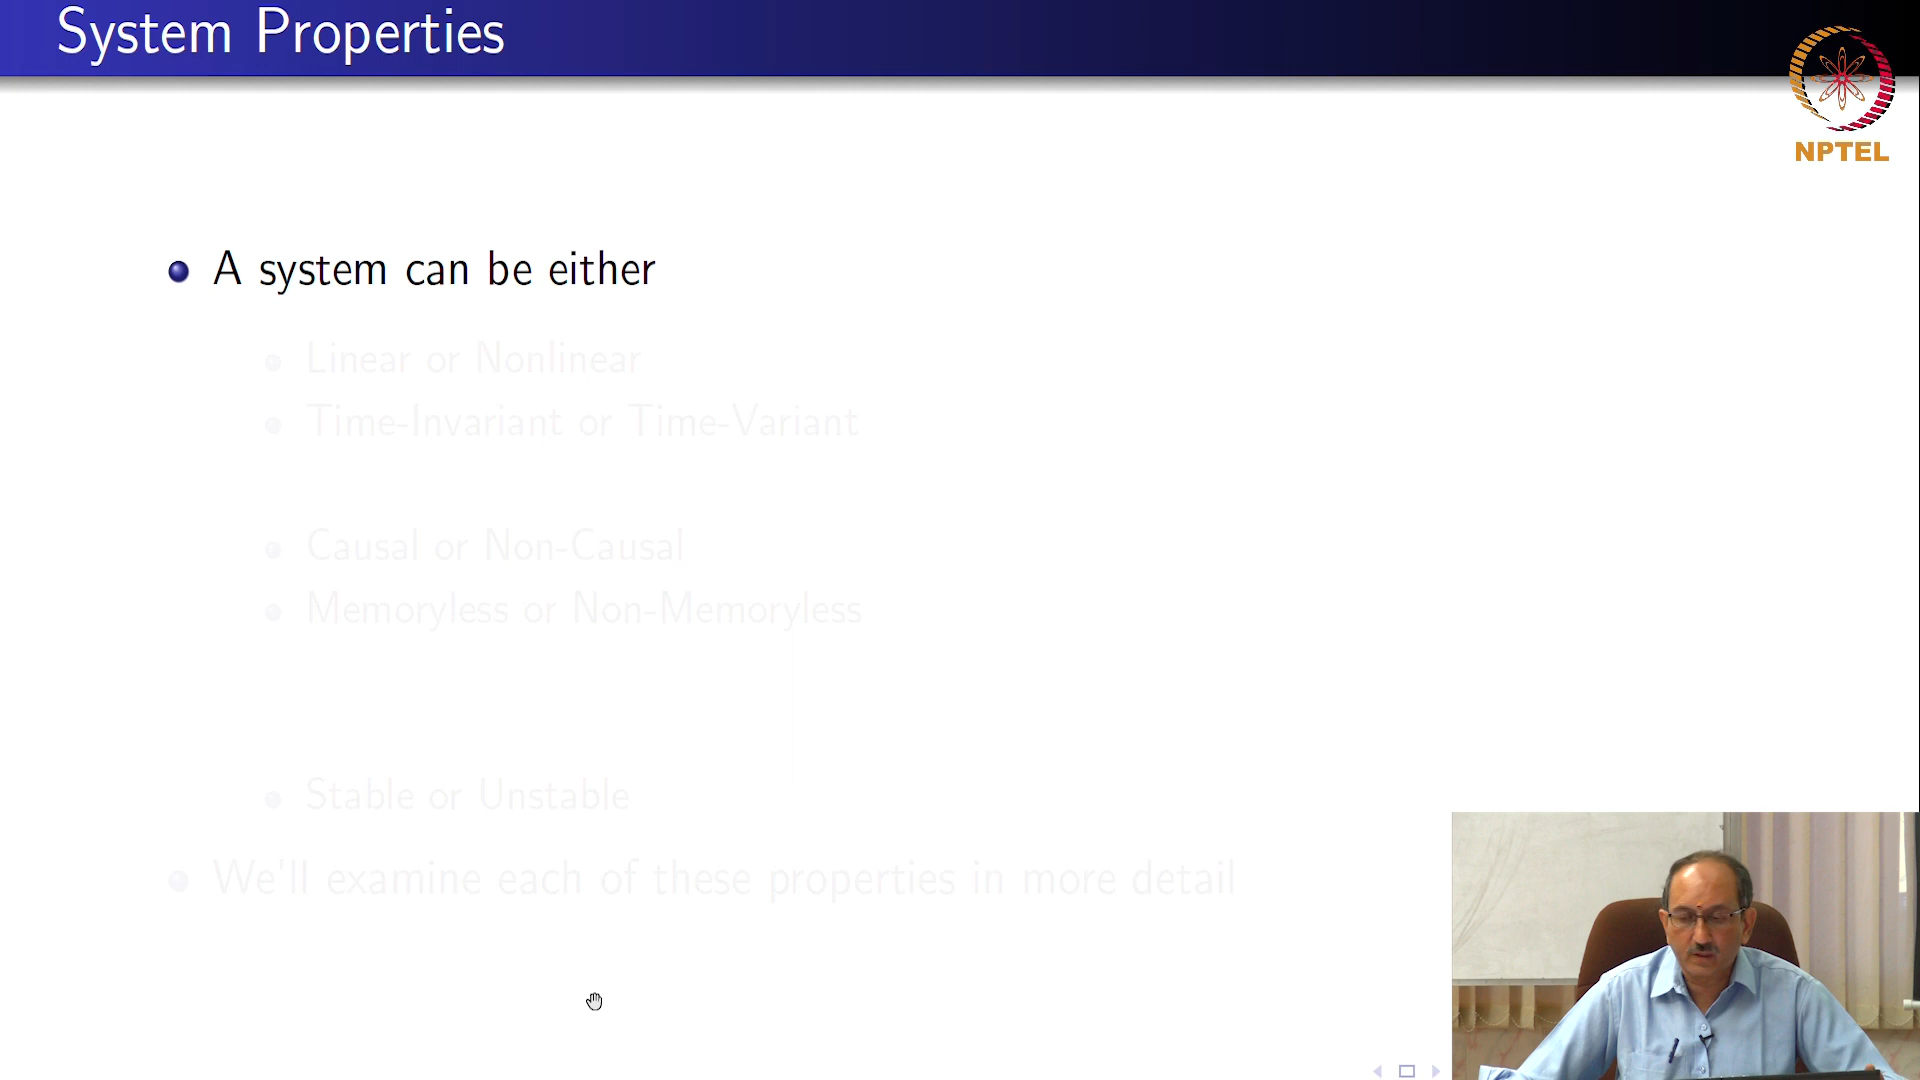 System Properties
NPTEL
A system can be either
Linear or Nonlinear
Time-Invariant or Time-Variant
Causal or Non-Causal
Memoryless or Non-Memoryless
Stable or Unstable
We'll examine each of these properties in more detail